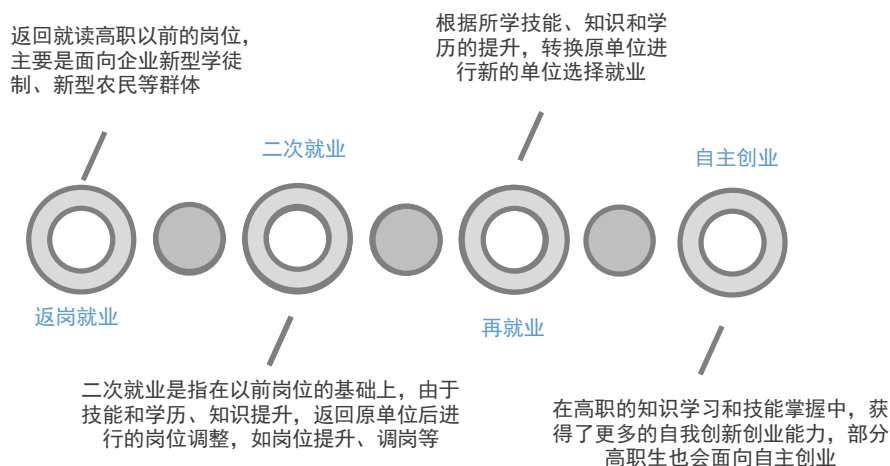 返回就读高职以前的岗位，
主要是面向企业新型学徒
制、新型农民等群体
根据所学技能、知识和学
历的提升，转换原单位进
行新的单位选择就业
二次就业
自主创业
返岗就业
再就业
二次就业是指在以前岗位的基础上，由于
技能和学历、知识提升，返回原单位后进
行的岗位调整，如岗位提升、调岗等
在高职的知识学习和技能掌握中，获
得了更多的自我创新创业能力，部分
高职生也会面向自主创业